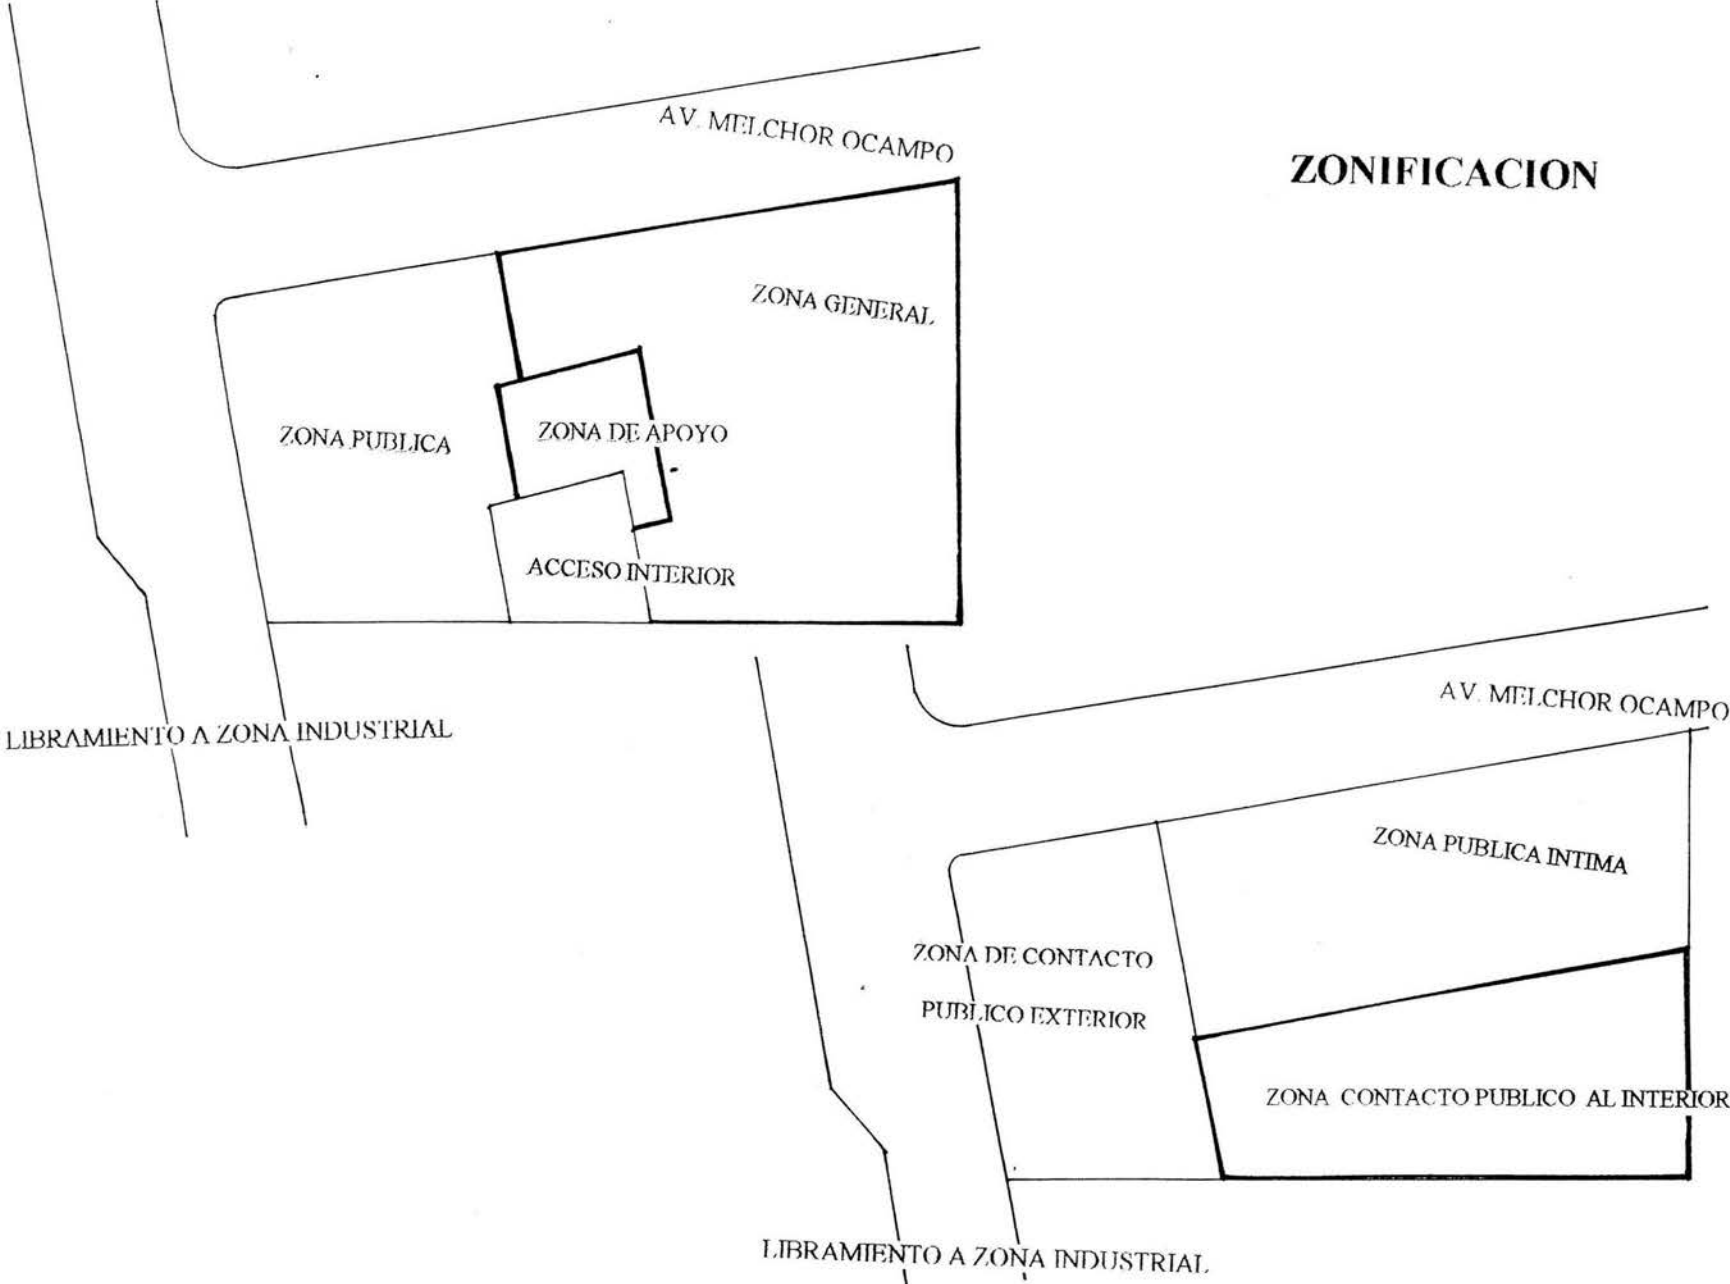 AV. MELCHOR OCAMPO
ZONIFICACION
ZONA GENERAL
ZONA PUBLICA
ZONA DE APOYO
ACCESO INTERIOR
LIBRAMIENTO A ZONA INDUSTRIAL
AV. MELCHOR OCAMPO
ZONA PUBLICA INTIMA
ZONA DE CONTACTO
PUBLICO EXTERIOR
ZONA CONTACTO PUBLICO AL INTERIOR
LIBRAMIENTO A ZONA INDUSTRIAL